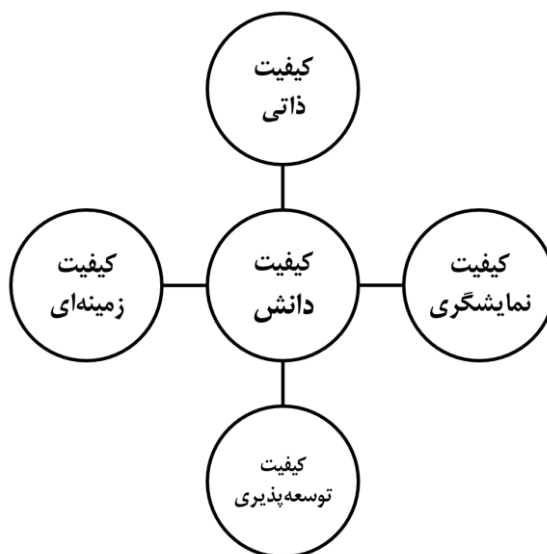 کیفیت
ذاتی
کیفیت
نمایشگری
کیفیت
دانش
کیفیت
زمینه‌ای
کیفیت
توسعه‌پذیری